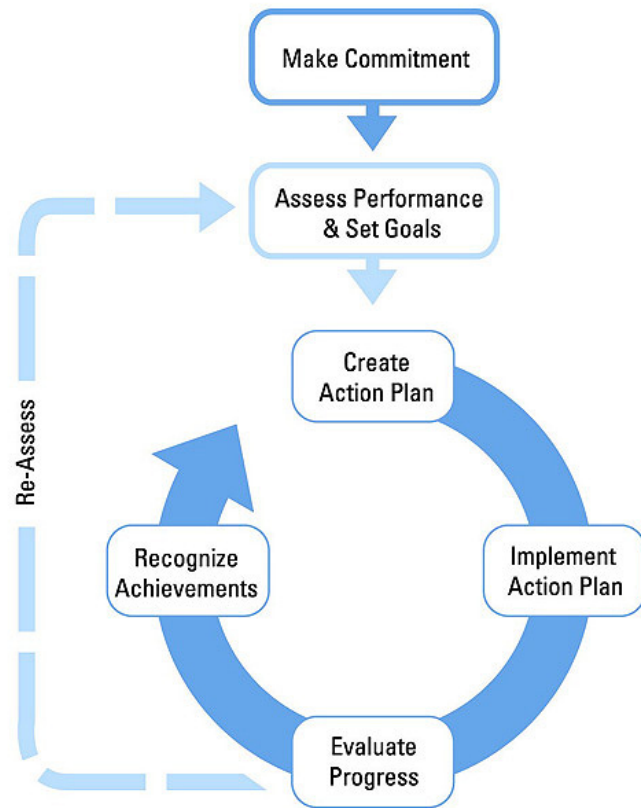 Make Commitment
Assess Performance
& Set Goals
Create
Action Plan
Re-Assess
Recognize
Achievements
Implement
Action Plan
Evaluate
Progress